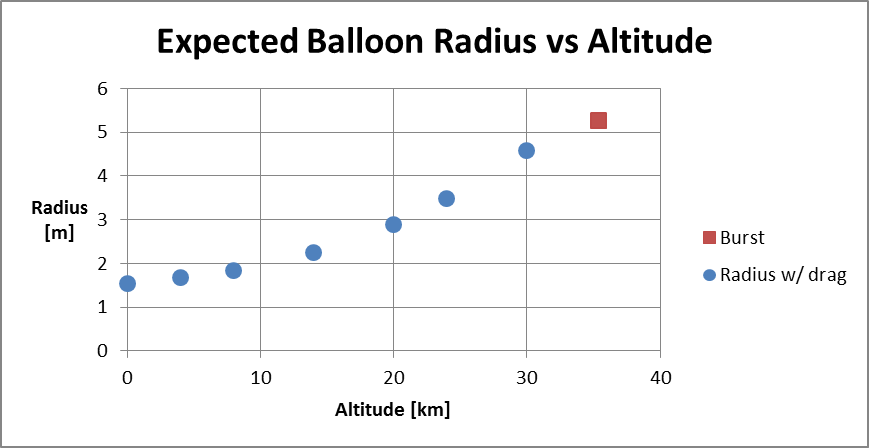 Expected Balloon Radius vs Altitude
6
5
4
3
2
1
0
Radius
[m]
0 10 20 30 40
Altitude [km]
Burst
Radius w/ drag